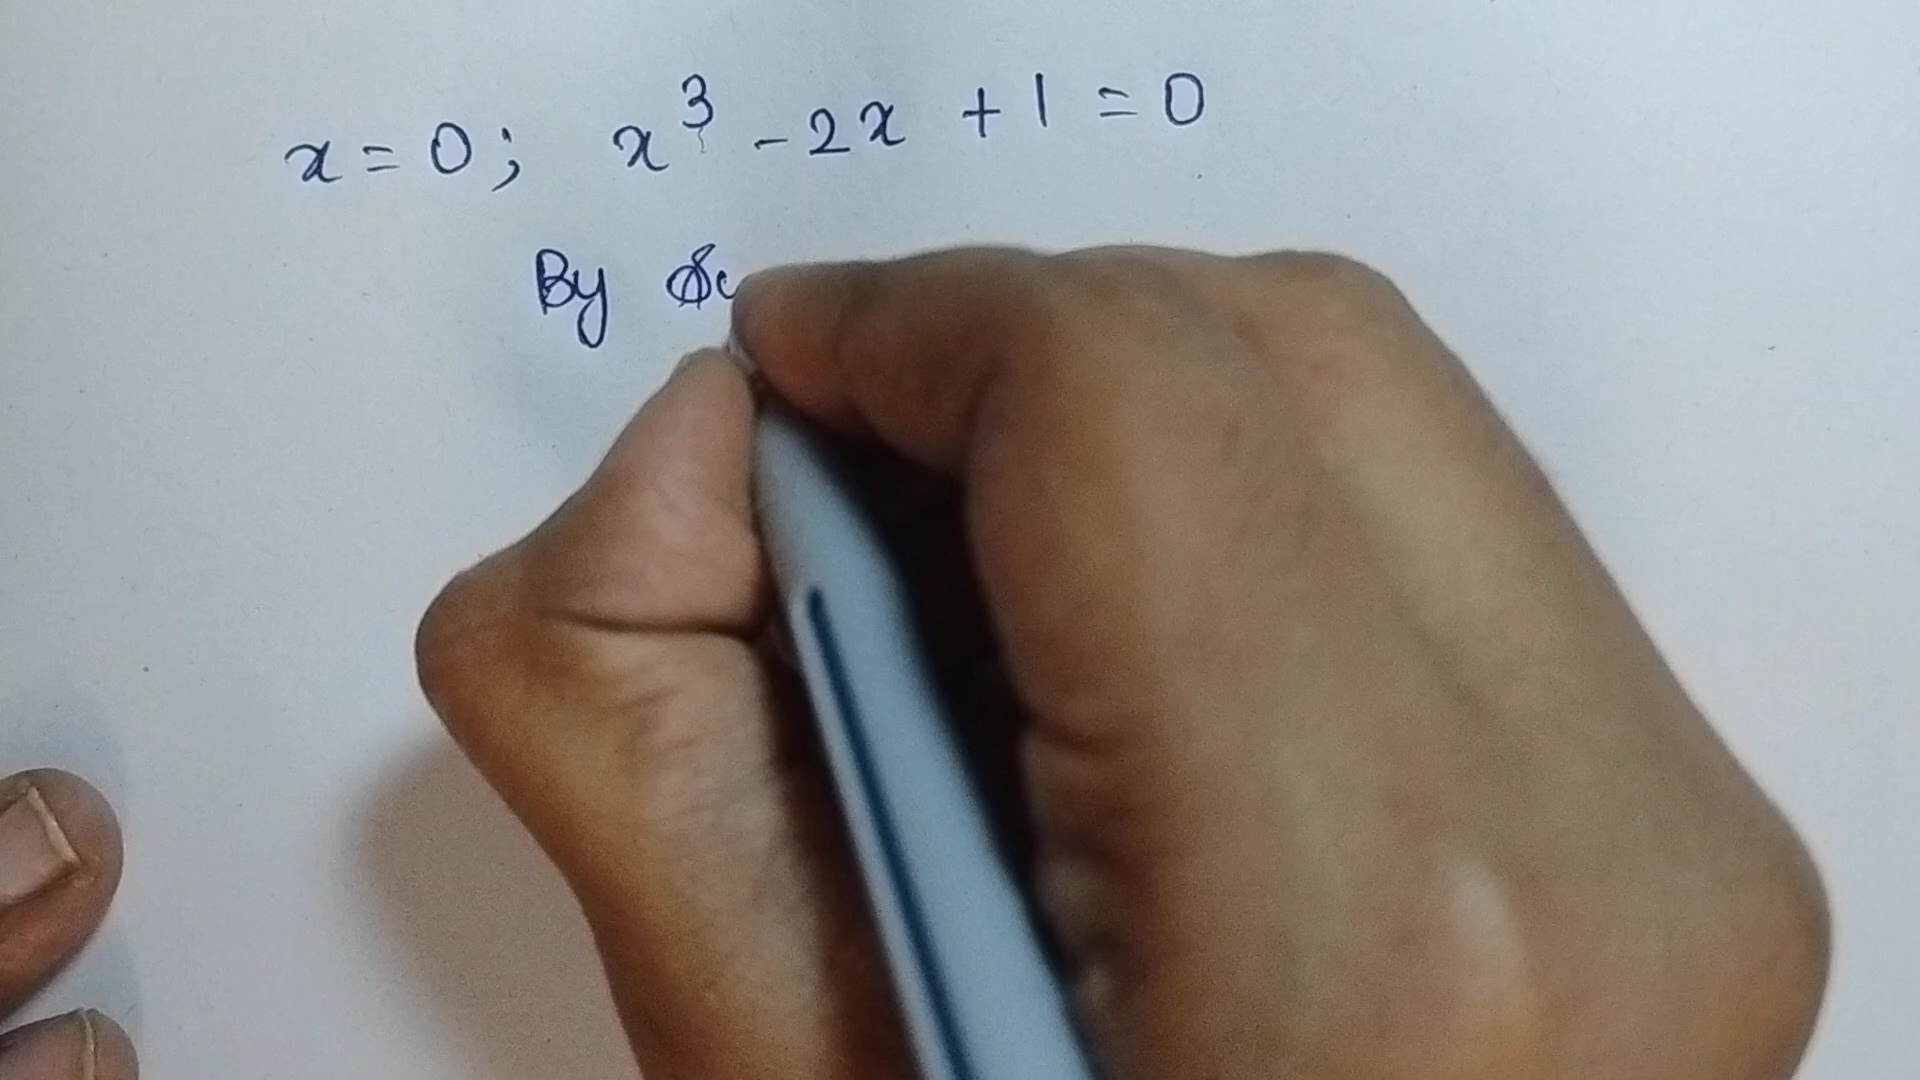 x = 0; x³ - 2x + 1 = 0
By